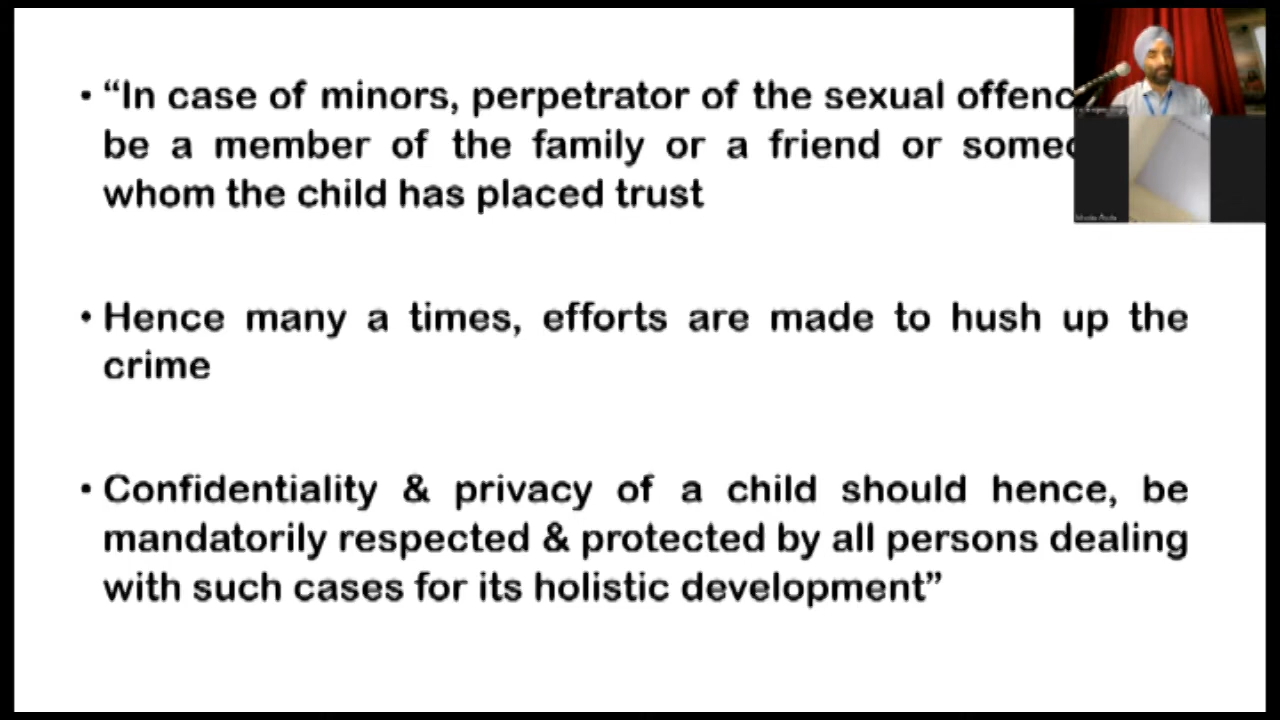 • “In case of minors, perpetrator of the sexual
be a member of the family or a friend or
whom the child has placed trust
• Hence many a times, efforts are made to hush up the
crime
• Confidentiality & privacy of a child should hence, be
mandatorily respected & protected by all persons dealing
with such cases for its holistic development”